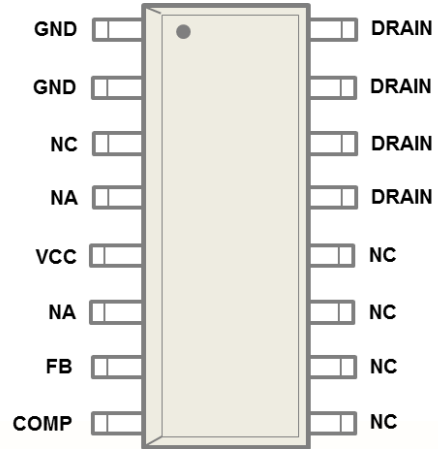 GND DRAIN
GND DRAIN
NC DRAIN
NA DRAIN
VCC NC
NA NC
FB NC
COMP NC